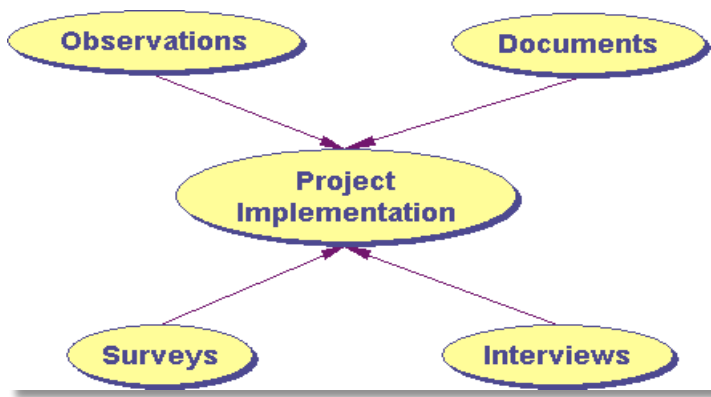 Observations
Documents
Project
Implementation
Surveys
Interviews